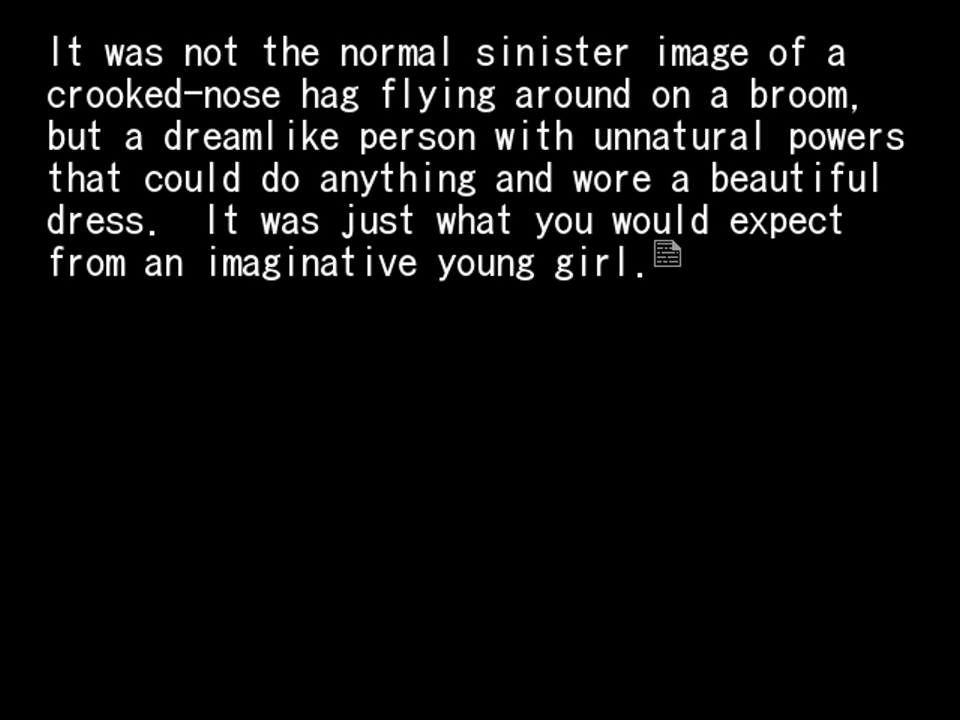 It was not the normal sinister image of a
crooked-nose hag flying around on a broom,
but a dreamlike person with unnatural powers
that could do anything and wore a beautiful
dress.  It was just what you would expect
from an imaginative young girl.